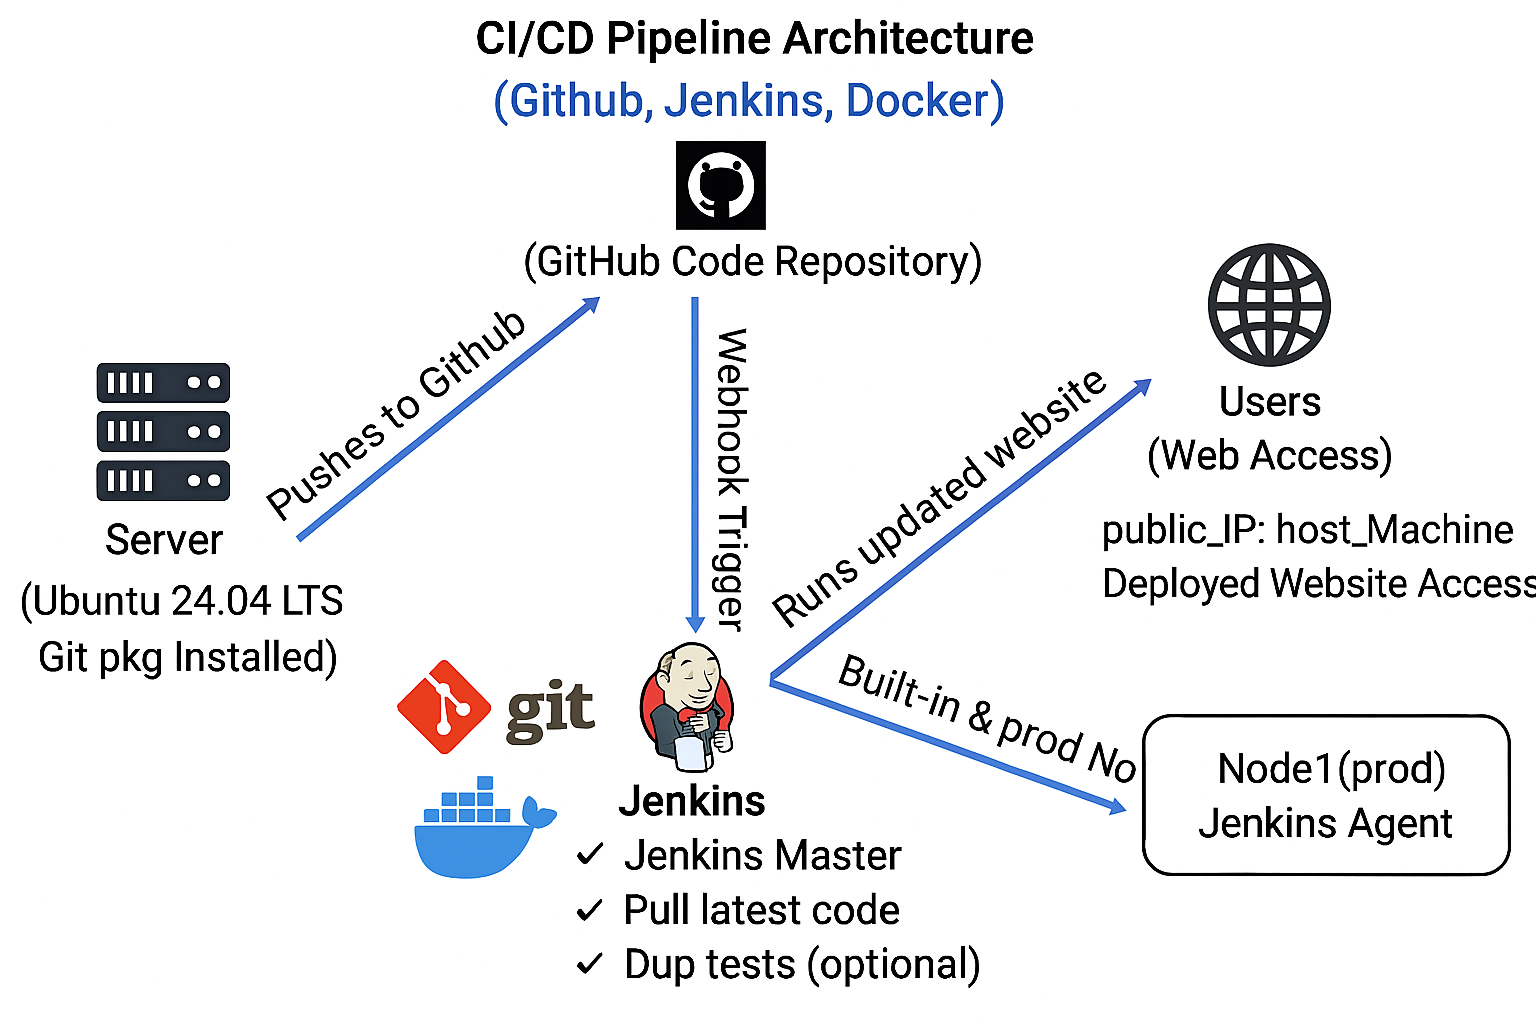 CI/CD Pipeline Architecture
(Github, Jenkins, Docker)
(GitHub Code Repository)
Pushes to Github
Webhopk Trigger
Runs updated website
Users
(Web Access)
public_IP: host_Machine
Deployed Website Access
Server
(Ubuntu 24.04 LTS
Git pkg Installed)
git
Built-in & prod No
Node1(prod)
Jenkins Agent
Jenkins
✓ Jenkins Master
✓ Pull latest code
✓ Dup tests (optional)